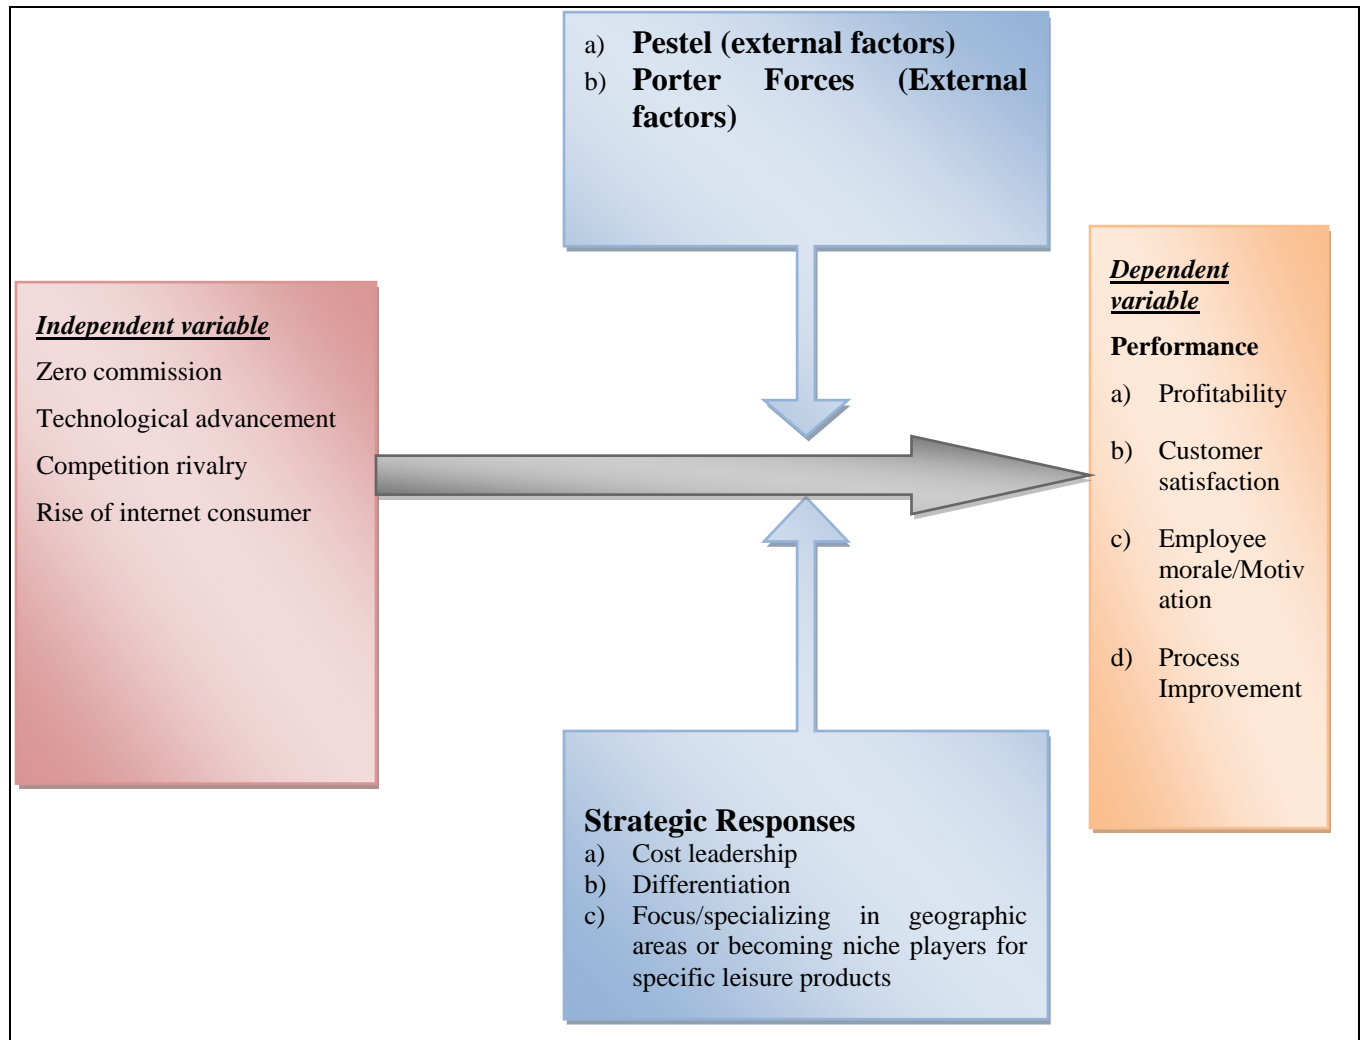 a) Pestel (external factors)
b) Porter Forces (External
factors)
Independent variable
Zero commission
Technological advancement
Competition rivalry
Rise of internet consumer
Dependent
variable
Performance
a) Profitability
b) Customer
satisfaction
c) Employee
morale/Motiv
ation
d) Process
Improvement
Strategic Responses
a) Cost leadership
b) Differentiation
c) Focus/specializing in geographic
areas or becoming niche players for
specific leisure products